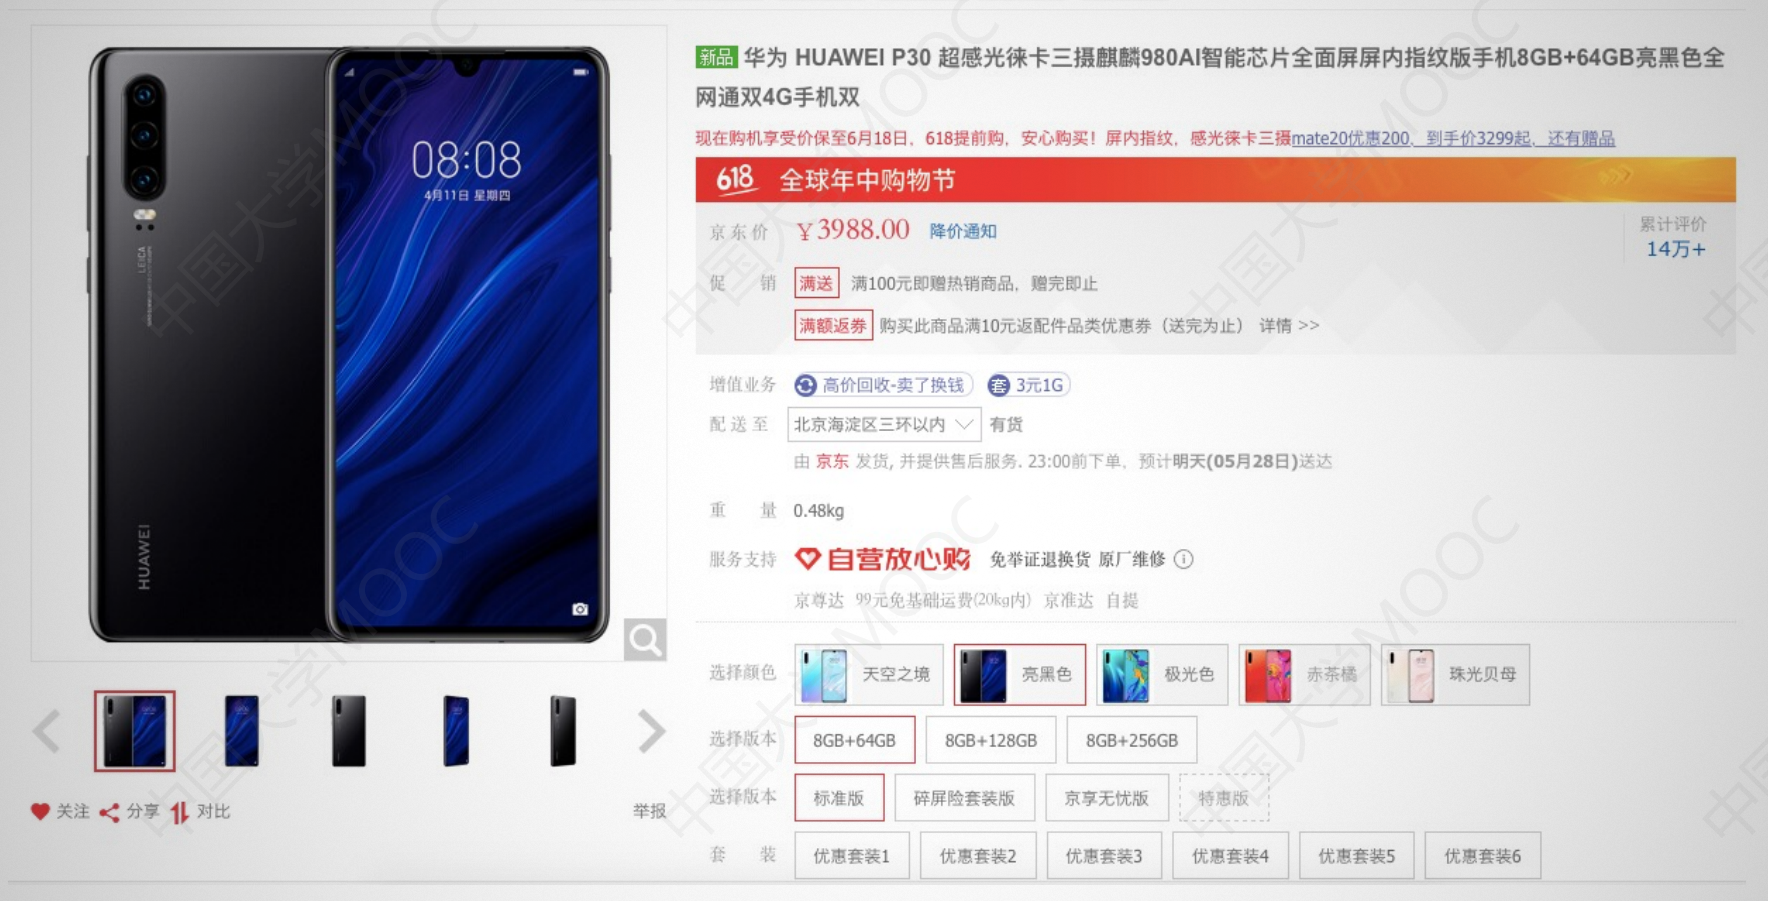 新品 华为 HUAWEI P30 超感光徕卡三摄麒麟980AI智能芯片全面屏屏内指纹版手机8GB+64GB亮黑色全
网通双4G手机双
现在购机享受价保至6月18日，618提前购，安心购买！屏内指纹，感光徕卡三摄mate20优惠200，到手价3299起，还有赠品
618 全球年中购物节
京东价 ￥3988.00 降价通知
累计评价
14万+
促销 满送 满100元即赠热销商品，赠完即止
满额返券 购买此商品满10元返配件品类优惠券（送完为止） 详情 >>
增值业务 高价回收-卖了换钱 套 3元1G
配送至 北京海淀区三环以内 有货
由 京东 发货, 并提供售后服务. 23:00前下单，预计明天(05月28日)送达
重量 0.48kg
服务支持 自营放心购 免举证退换货 原厂维修
京尊达 99元免基础运费(20kg内) 京准达 自提
选择颜色 天空之境 亮黑色 极光色 赤茶橘 珠光贝母
选择版本 8GB+64GB 8GB+128GB 8GB+256GB
选择版本 标准版 碎屏险套装版 京享无忧版 特惠版
套装 优惠套装1 优惠套装2 优惠套装3 优惠套装4 优惠套装5 优惠套装6
08:08
4月11日 星期四
LEICA
HUAWEI
关注 分享 对比
举报
中国大学MOOC